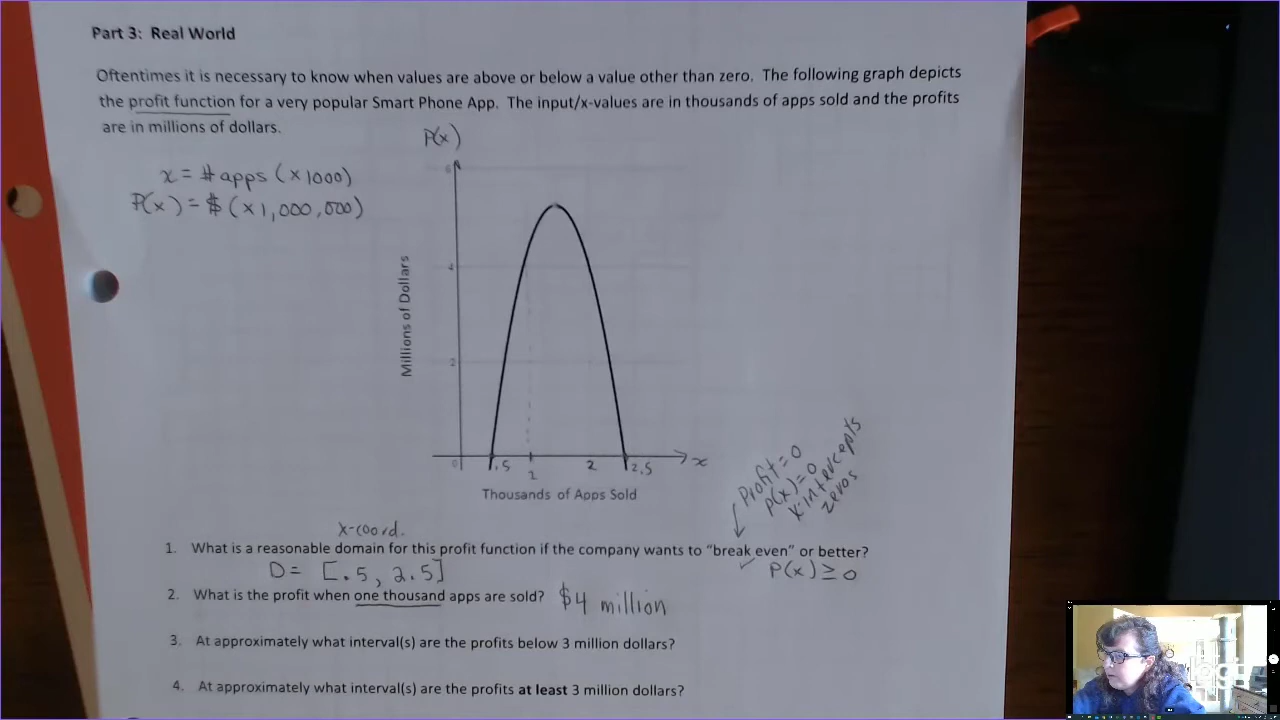 Part 3: Real World
Oftentimes it is necessary to know when values are above or below a value other than zero. The following graph depicts
the profit function for a very popular Smart Phone App. The input/x-values are in thousands of apps sold and the profits
are in millions of dollars.
P(x)
x = # apps (x 1000)
P(x) = $ (x 1,000,000)
6
4
Millions of Dollars
2
0
.5
1
2
2.5
x
Thousands of Apps Sold
Profit = 0
P(x) = 0
x-intercepts
zeros
x-coord.
1. What is a reasonable domain for this profit function if the company wants to “break even” or better?
D = [.5, 2.5]
P(x) ≥ 0
2. What is the profit when one thousand apps are sold? $4 million
3. At approximately what interval(s) are the profits below 3 million dollars?
4. At approximately what interval(s) are the profits at least 3 million dollars?